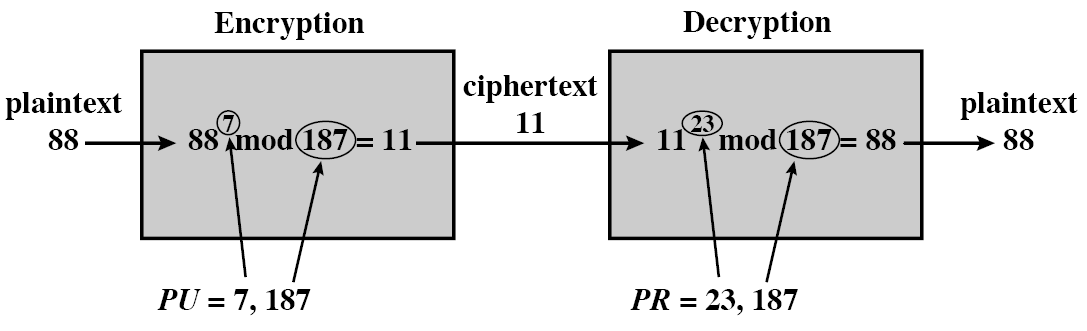 Encryption
Decryption
plaintext
88
88^7 mod 187 = 11
ciphertext
11
11^23 mod 187 = 88
plaintext
88
PU = 7, 187
PR = 23, 187